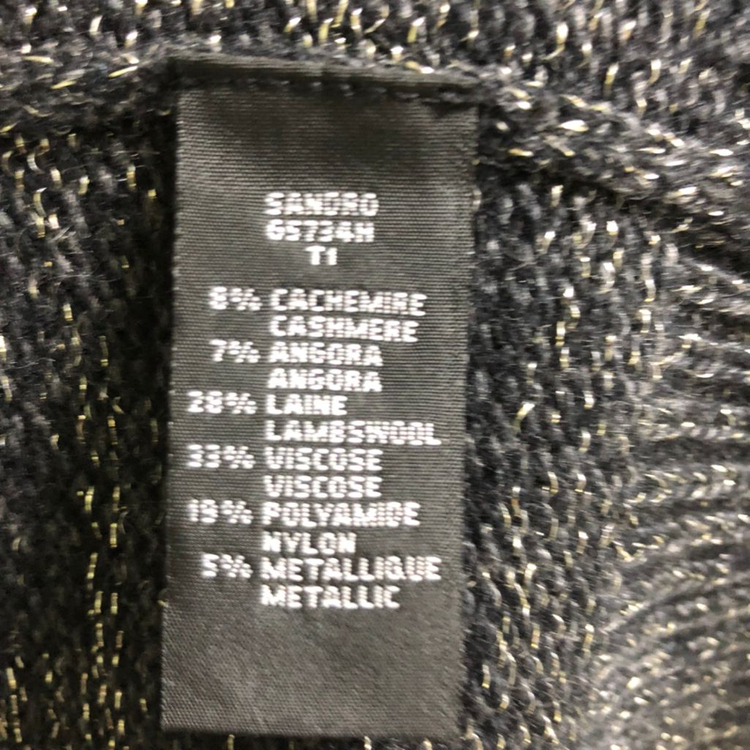 SANDRO
G5734H
T1
8% CACHEMIRE
CASHMERE
7% ANGORA
ANGORA
28% LAINE
LAMBSWOOL
33% VISCOSE
VISCOSE
19% POLYAMIDE
NYLON
5% METALLIQUE
METALLIC